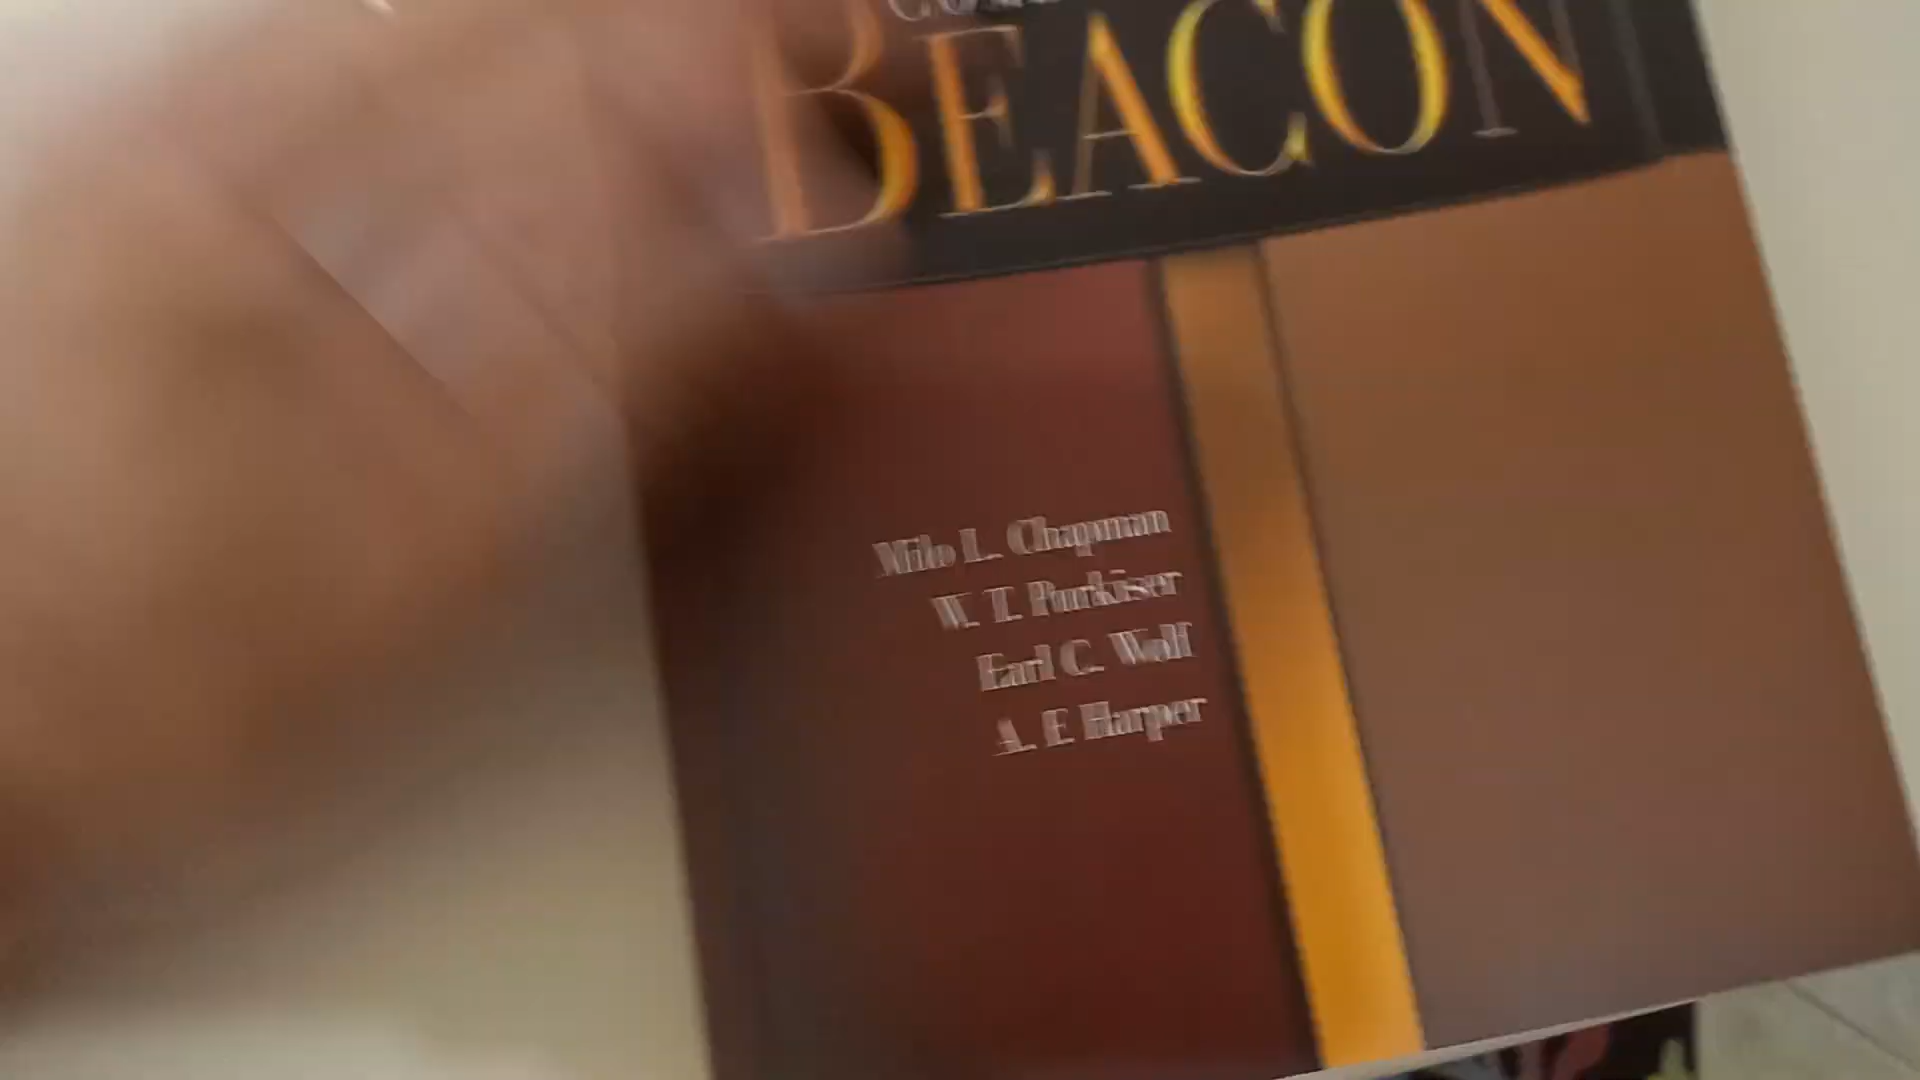 BEACON
Milo L. Chapman
W. T. Purkiser
Earl C. Wolf
A. F. Harper